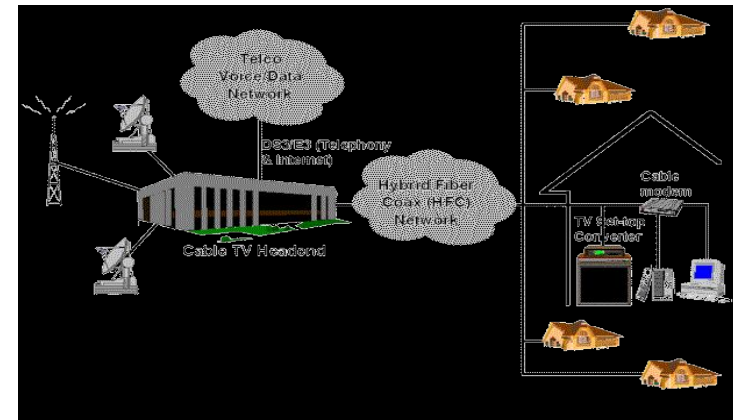 Telco
Voice/Data
Network
DS3/E3 (Telephony
& Internet)
Hybrid Fiber
Coax (HFC)
Network
Cable TV Headend
Cable
modem
TV Set-top
Converter